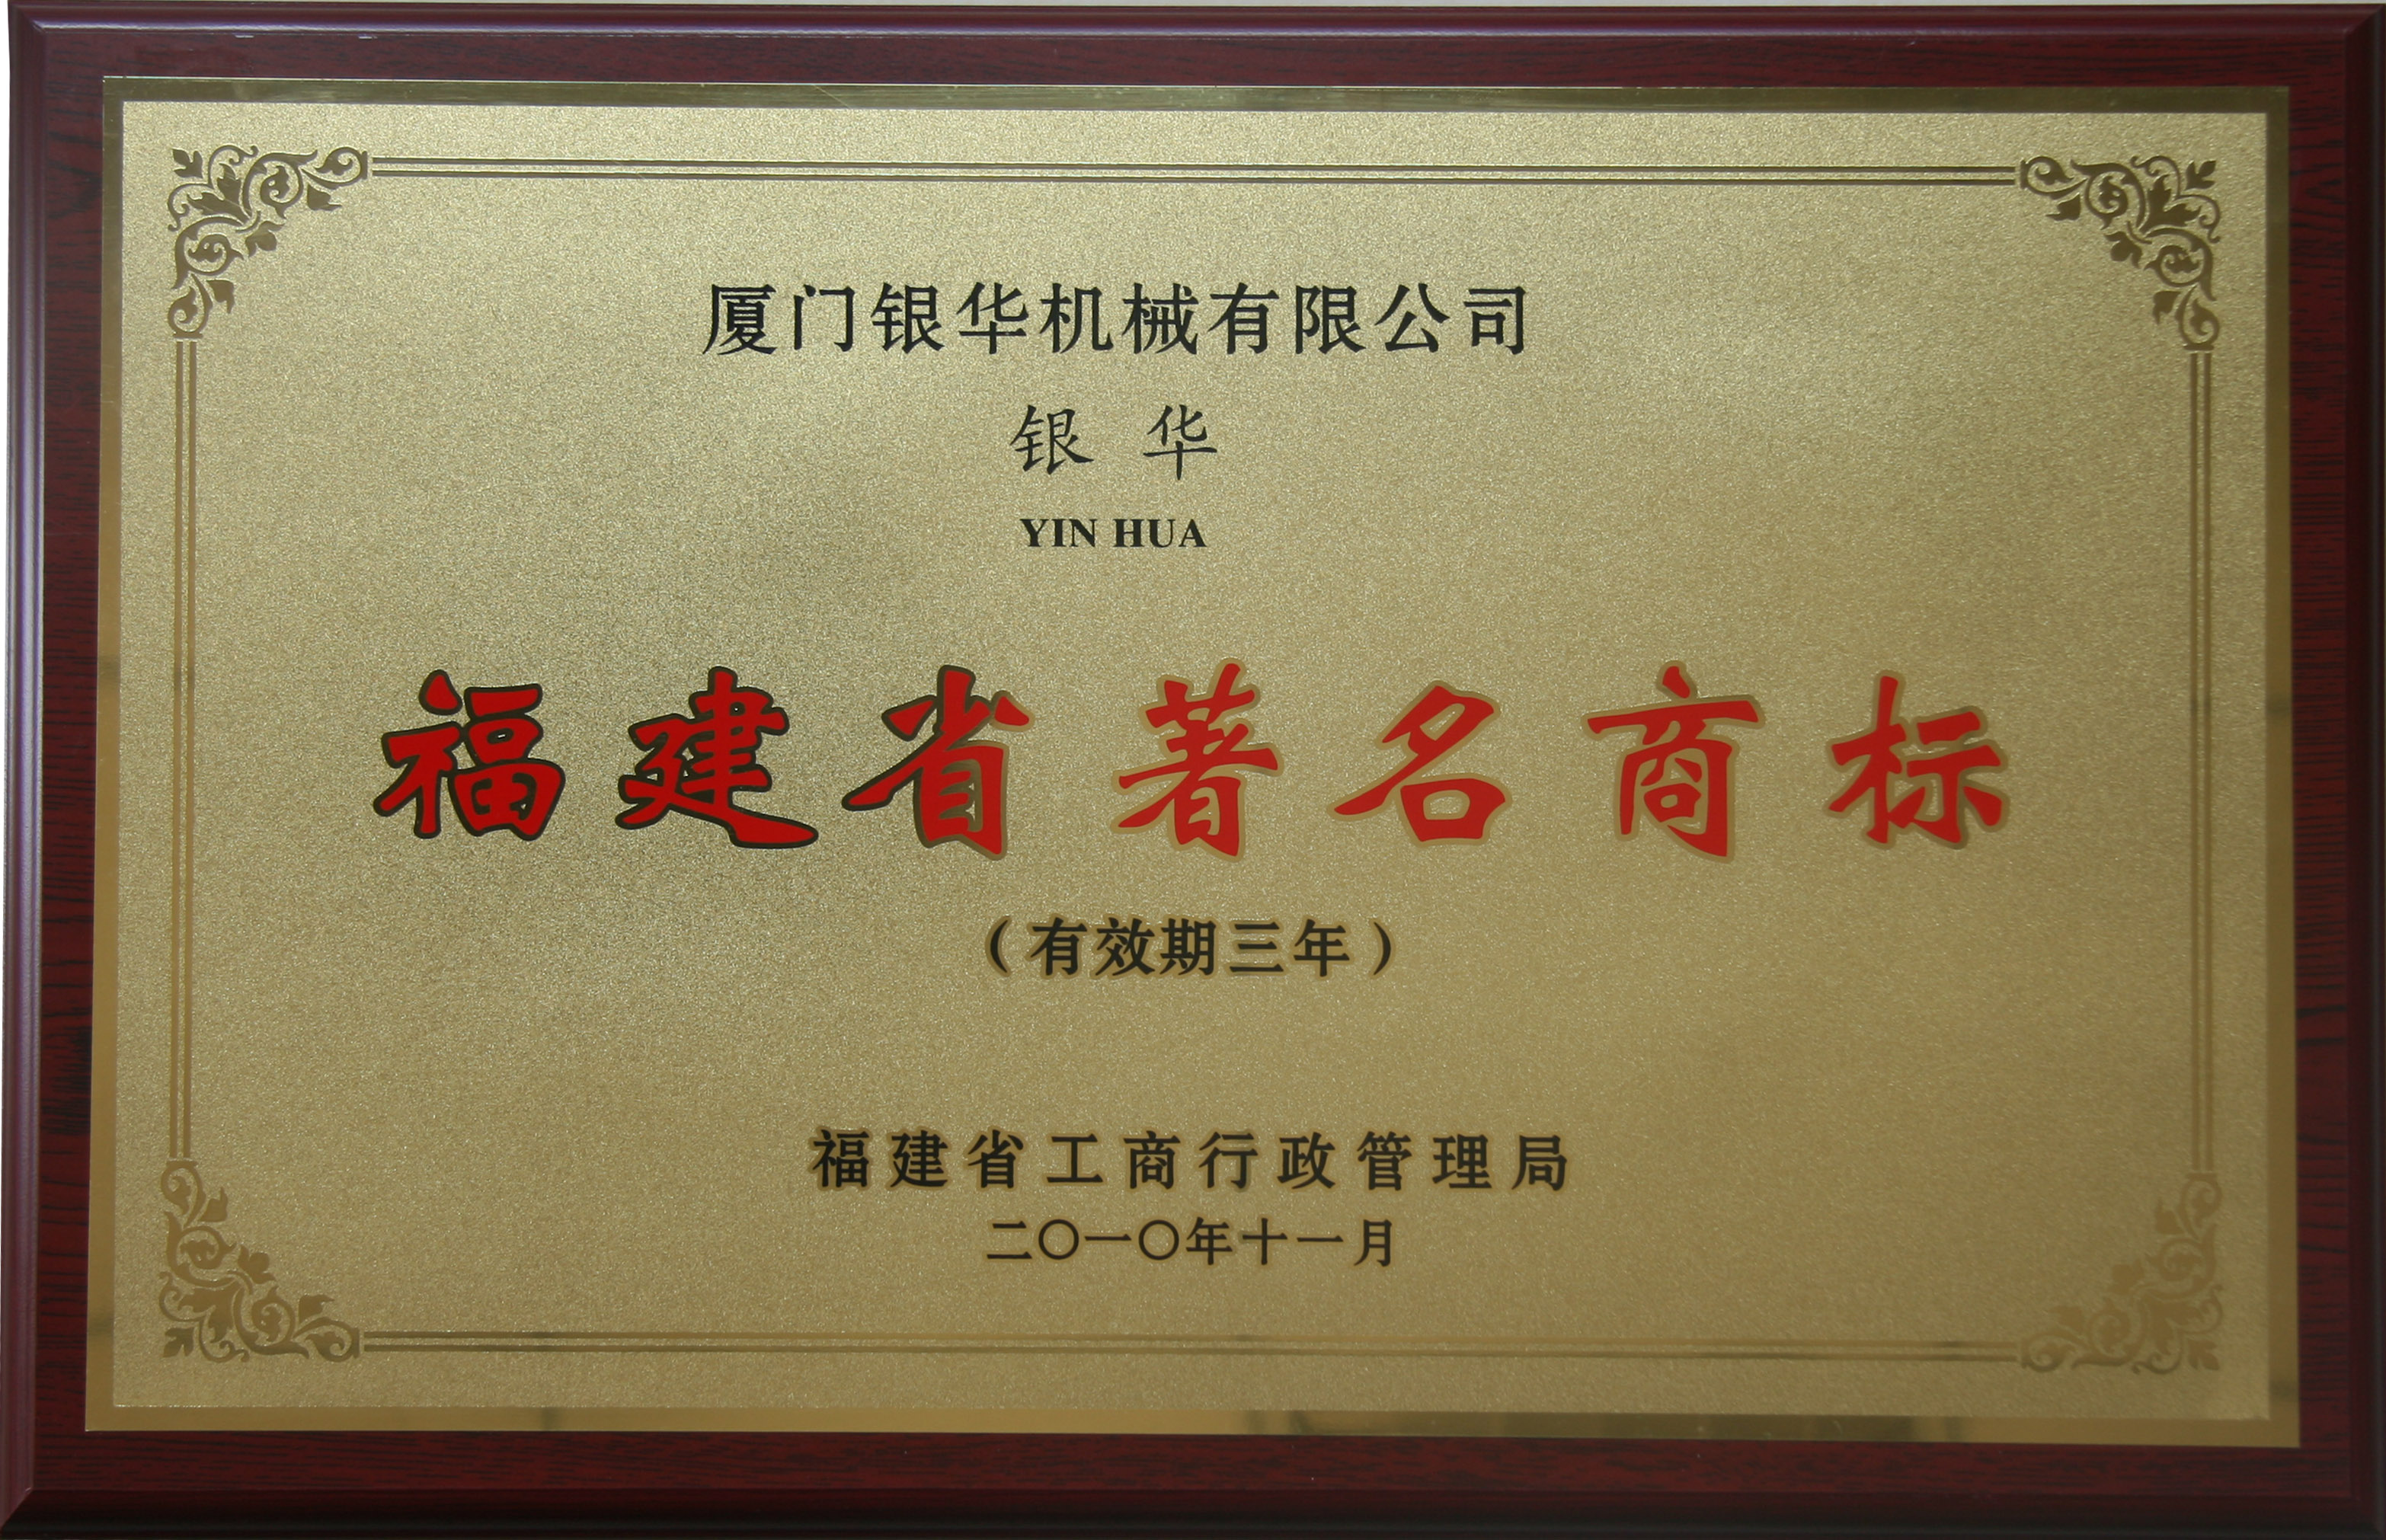 厦门银华机械有限公司
银 华
YIN HUA
福建省著名商标
（有效期三年）
福建省工商行政管理局
二〇一〇年十一月